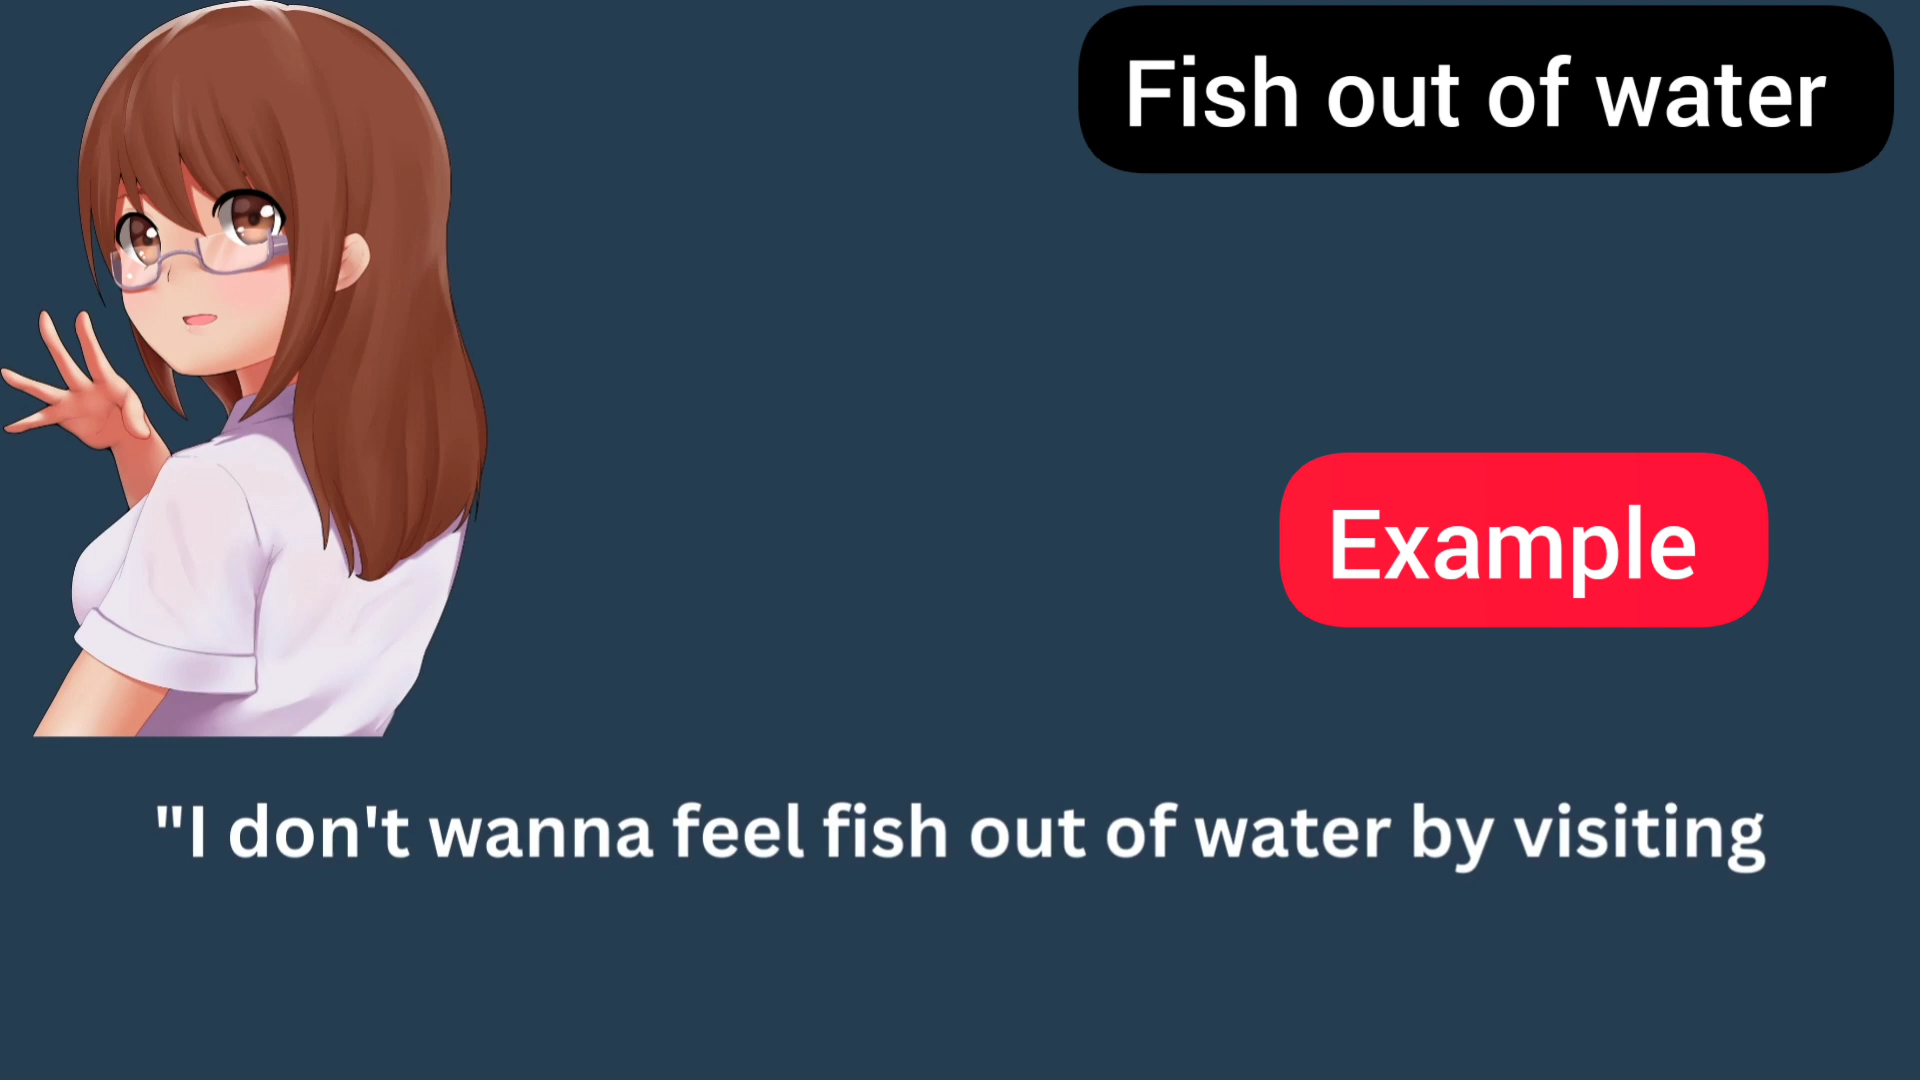 Fish out of water
Example
"I don't wanna feel fish out of water by visiting